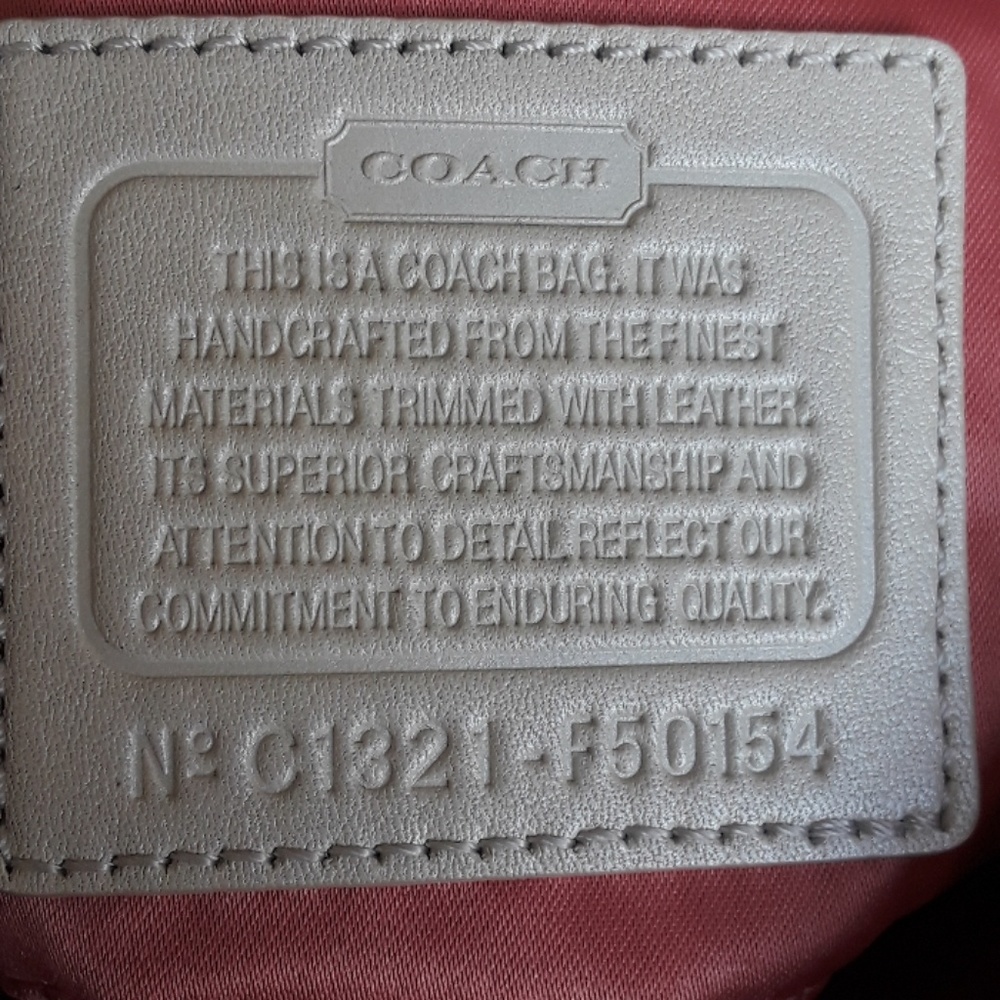 COACH
THIS IS A COACH BAG. IT WAS
HANDCRAFTED FROM THE FINEST
MATERIALS TRIMMED WITH LEATHER.
ITS SUPERIOR CRAFTSMANSHIP AND
ATTENTION TO DETAIL REFLECT OUR
COMMITMENT TO ENDURING QUALITY.
Nº C1321-F50154